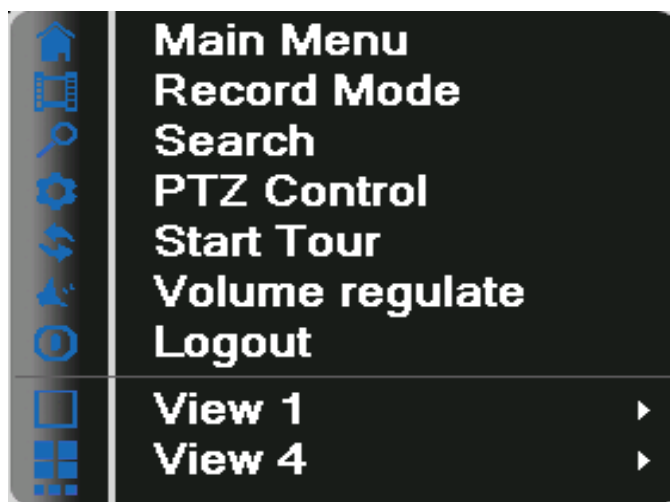 Main Menu
Record Mode
Search
PTZ Control
Start Tour
Volume regulate
Logout
View 1
View 4